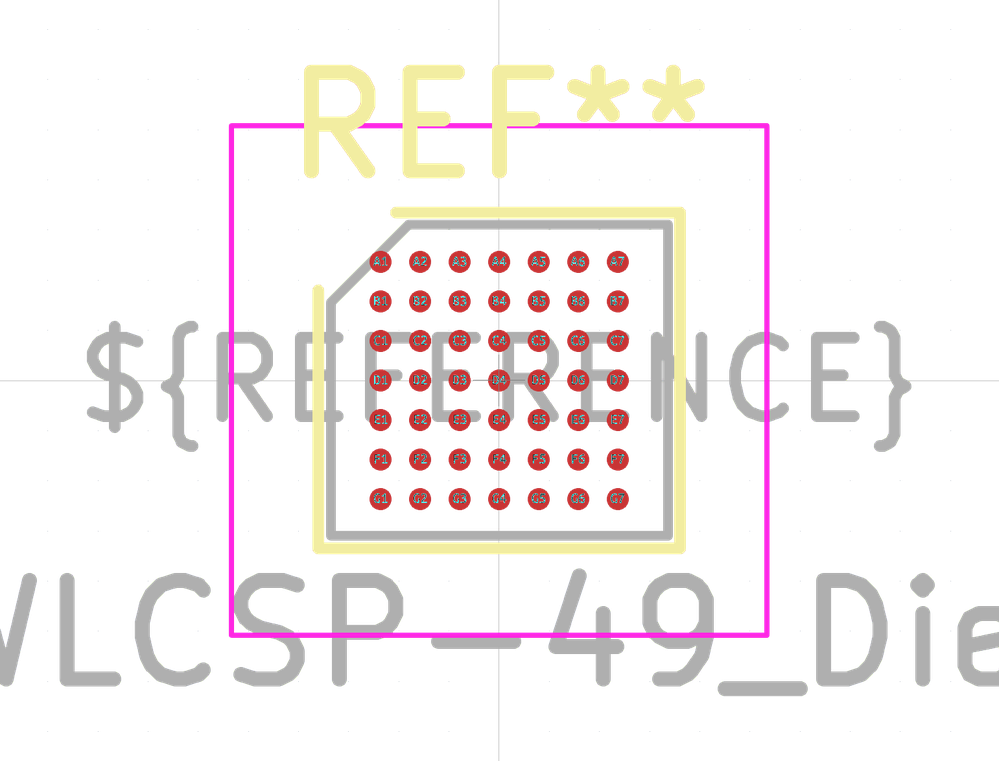 REF**
A1 A2 A3 A4 A5 A6 A7
B1 B2 B3 B4 B5 B6 B7
C1 C2 C3 C4 C5 C6 C7
${REFERENCE}
D1 D2 D3 D4 D5 D6 D7
E1 E2 E3 E4 E5 E6 E7
F1 F2 F3 F4 F5 F6 F7
G1 G2 G3 G4 G5 G6 G7
WLCSP-49_Die